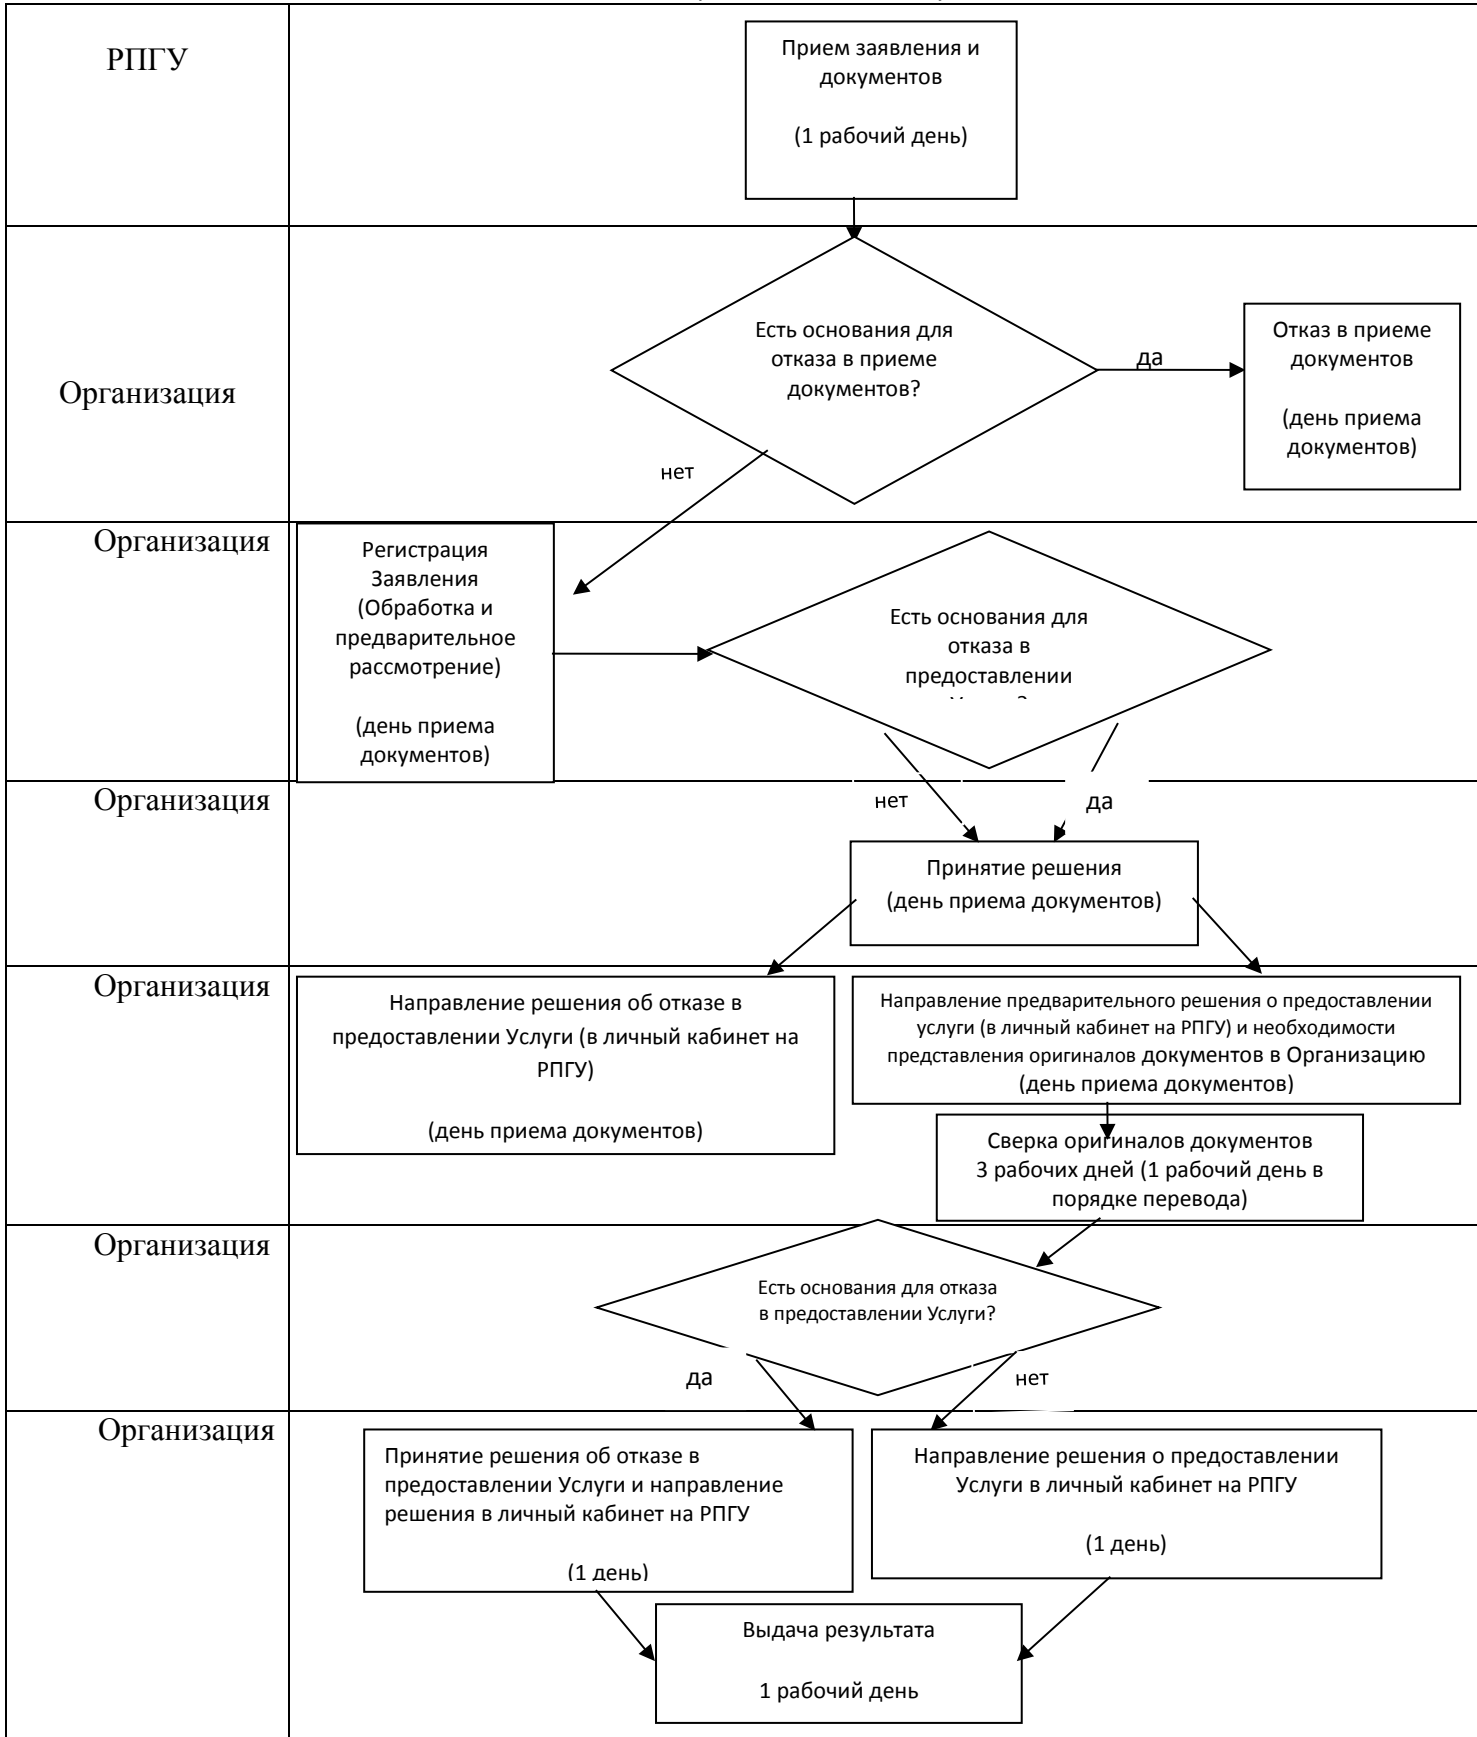 РПГУ
Прием заявления и
документов
(1 рабочий день)
Организация
Есть основания для
отказа в приеме
документов?
да
Отказ в приеме
документов
(день приема
документов)
нет
Организация
Регистрация
Заявления
(Обработка и
предварительное
рассмотрение)
(день приема
документов)
Есть основания для
отказа в
предоставлении
Организация
нет
да
Принятие решения
(день приема документов)
Организация
Направление решения об отказе в
предоставлении Услуги (в личный кабинет на
РПГУ)
(день приема документов)
Направление предварительного решения о предоставлении
услуги (в личный кабинет на РПГУ) и необходимости
представления оригиналов документов в Организацию
(день приема документов)
Сверка оригиналов документов
3 рабочих дней (1 рабочий день в
порядке перевода)
Организация
Есть основания для отказа
в предоставлении Услуги?
да
нет
Организация
Принятие решения об отказе в
предоставлении Услуги и направление
решения в личный кабинет на РПГУ
(1 день)
Направление решения о предоставлении
Услуги в личный кабинет на РПГУ
(1 день)
Выдача результата
1 рабочий день